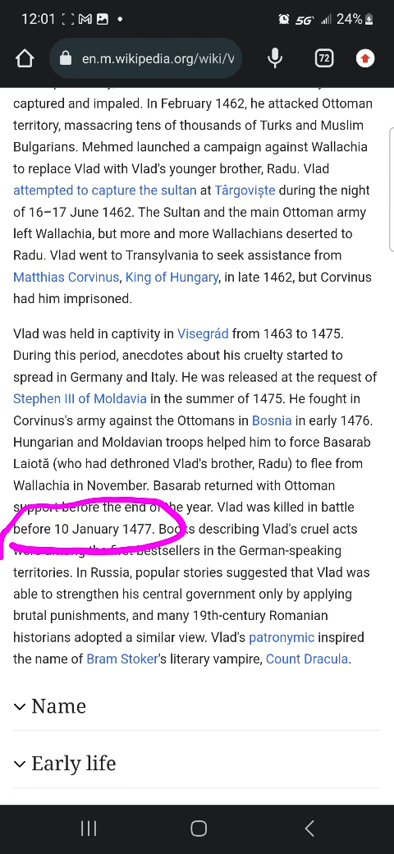 12:01
5G 24%
en.m.wikipedia.org/wiki/V
72
captured and impaled. In February 1462, he attacked Ottoman
territory, massacring tens of thousands of Turks and Muslim
Bulgarians. Mehmed launched a campaign against Wallachia
to replace Vlad with Vlad's younger brother, Radu. Vlad
attempted to capture the sultan at Târgoviște during the night
of 16–17 June 1462. The Sultan and the main Ottoman army
left Wallachia, but more and more Wallachians deserted to
Radu. Vlad went to Transylvania to seek assistance from
Matthias Corvinus, King of Hungary, in late 1462, but Corvinus
had him imprisoned.
Vlad was held in captivity in Visegrád from 1463 to 1475.
During this period, anecdotes about his cruelty started to
spread in Germany and Italy. He was released at the request of
Stephen III of Moldavia in the summer of 1475. He fought in
Corvinus's army against the Ottomans in Bosnia in early 1476.
Hungarian and Moldavian troops helped him to force Basarab
Laiotă (who had dethroned Vlad's brother, Radu) to flee from
Wallachia in November. Basarab returned with Ottoman
support before the end of the year. Vlad was killed in battle
before 10 January 1477. Books describing Vlad's cruel acts
were among the first bestsellers in the German-speaking
territories. In Russia, popular stories suggested that Vlad was
able to strengthen his central government only by applying
brutal punishments, and many 19th-century Romanian
historians adopted a similar view. Vlad's patronymic inspired
the name of Bram Stoker's literary vampire, Count Dracula.
Name
Early life